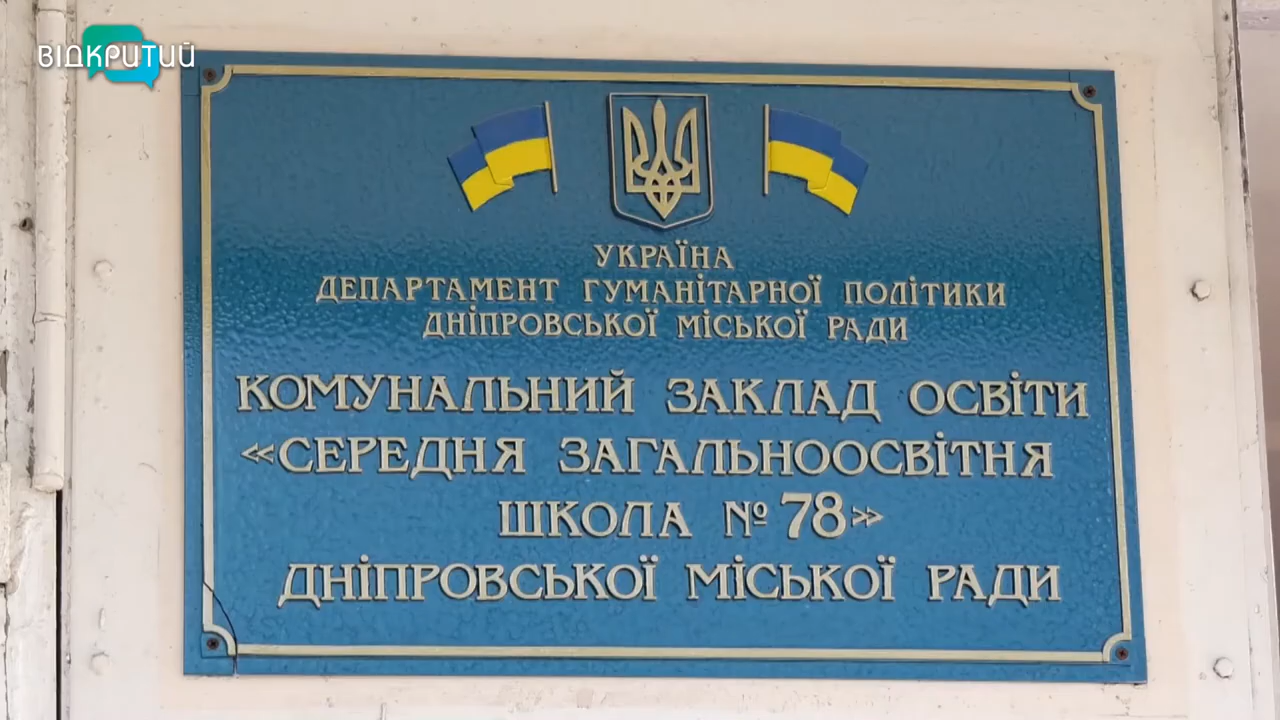 ВІДКРИТИЙ
УКРАЇНА
ДЕПАРТАМЕНТ ГУМАНІТАРНОЇ ПОЛІТИКИ
ДНІПРОВСЬКОЇ МІСЬКОЇ РАДИ
КОМУНАЛЬНИЙ ЗАКЛАД ОСВІТИ
«СЕРЕДНЯ ЗАГАЛЬНООСВІТНЯ
ШКОЛА № 78»
ДНІПРОВСЬКОЇ МІСЬКОЇ РАДИ